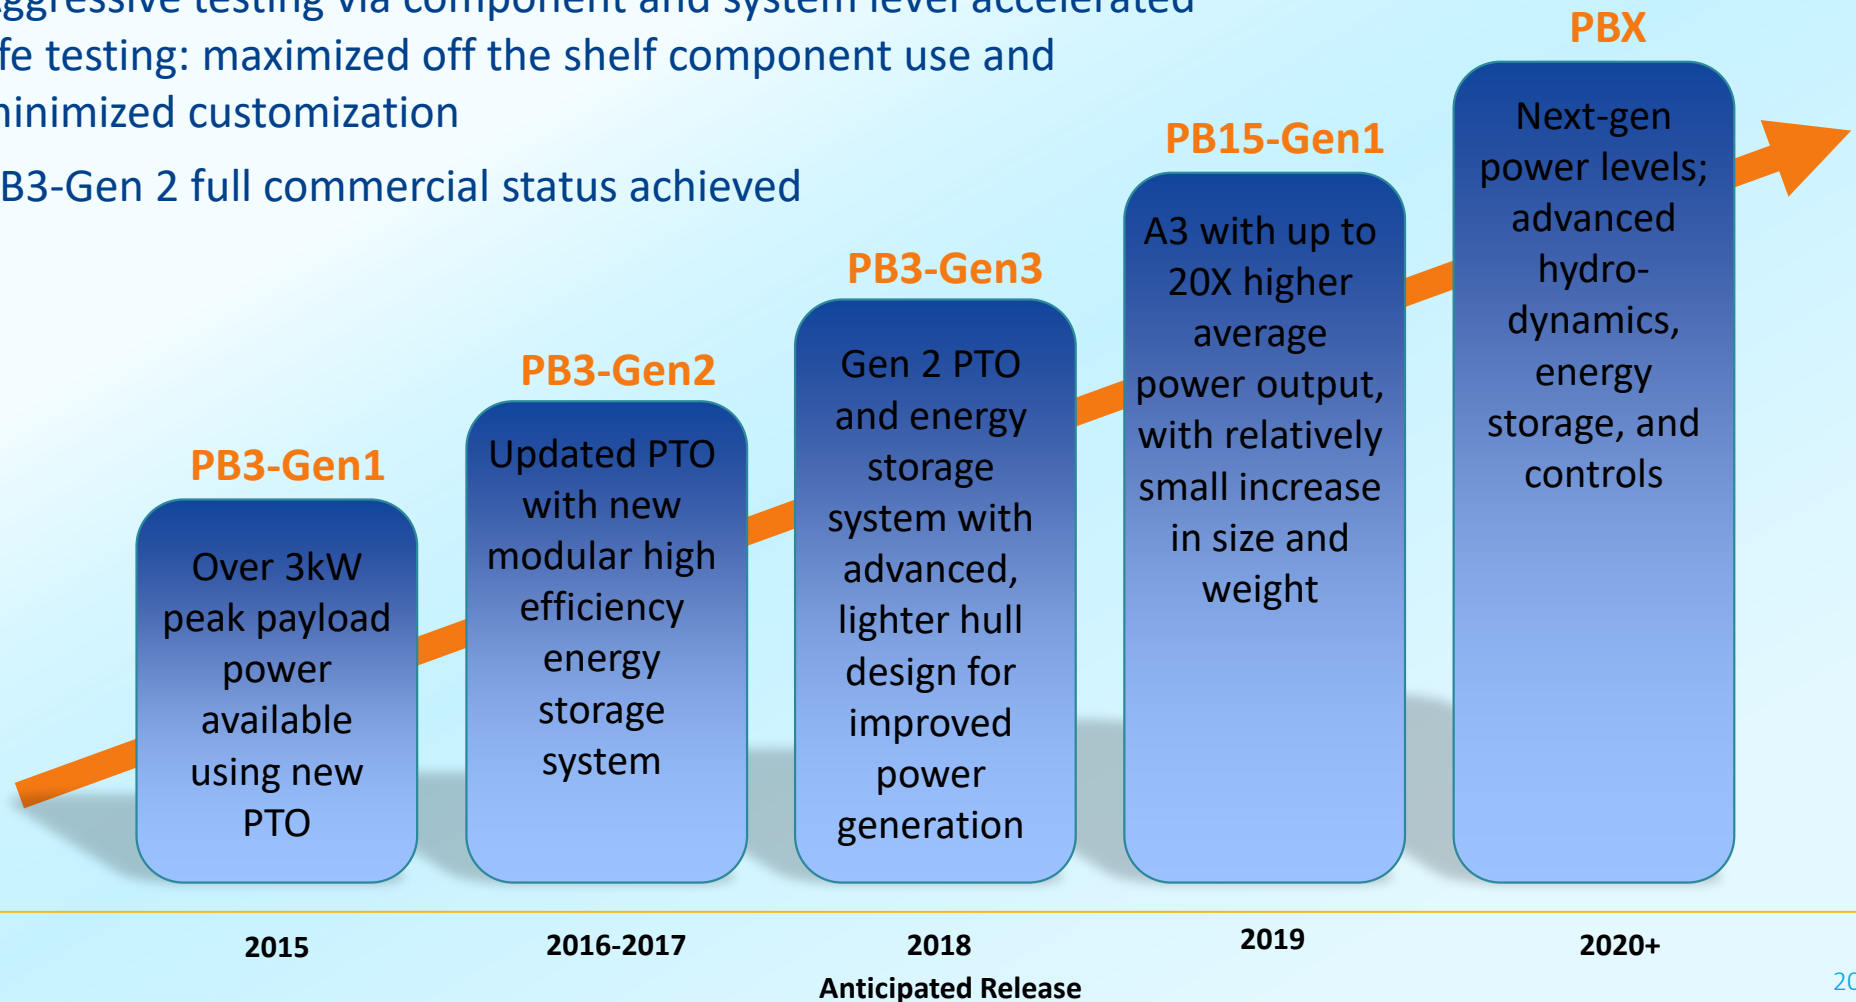 Aggressive testing via component and system level accelerated
life testing: maximized off the shelf component use and
minimized customization
PB3-Gen 2 full commercial status achieved
PB3-Gen1
Over 3kW
peak payload
power
available
using new
PTO
PB3-Gen2
Updated PTO
with new
modular high
efficiency
energy
storage
system
PB3-Gen3
Gen 2 PTO
and energy
storage
system with
advanced,
lighter hull
design for
improved
power
generation
PB15-Gen1
A3 with up to
20X higher
average
power output,
with relatively
small increase
in size and
weight
PBX
Next-gen
power levels;
advanced
hydro-
dynamics,
energy
storage, and
controls
2015
2016-2017
2018
2019
2020+
Anticipated Release
20